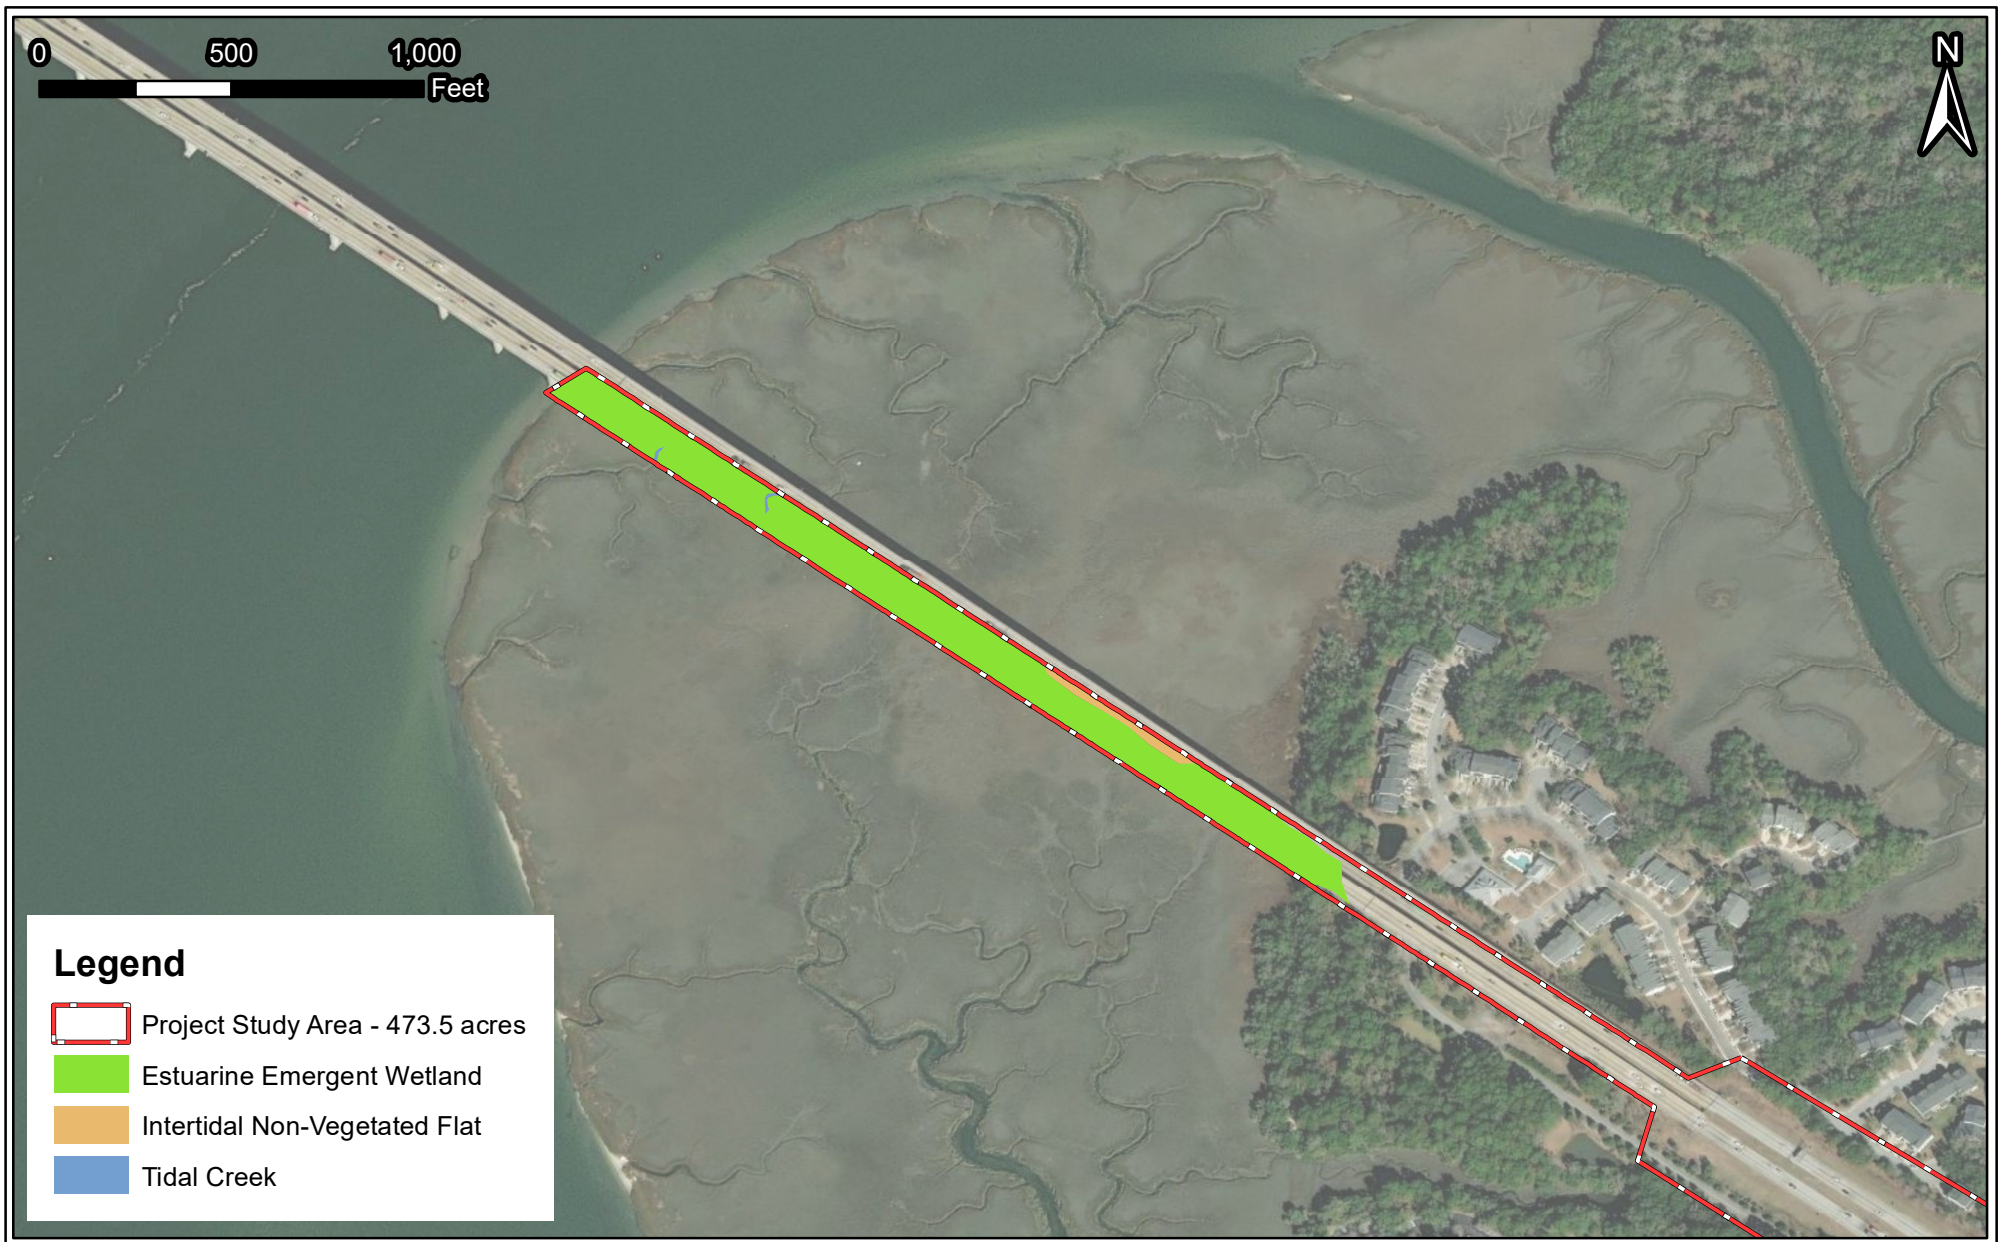 0 500 1,000
Feet
N
Legend
Project Study Area - 473.5 acres
Estuarine Emergent Wetland
Intertidal Non-Vegetated Flat
Tidal Creek